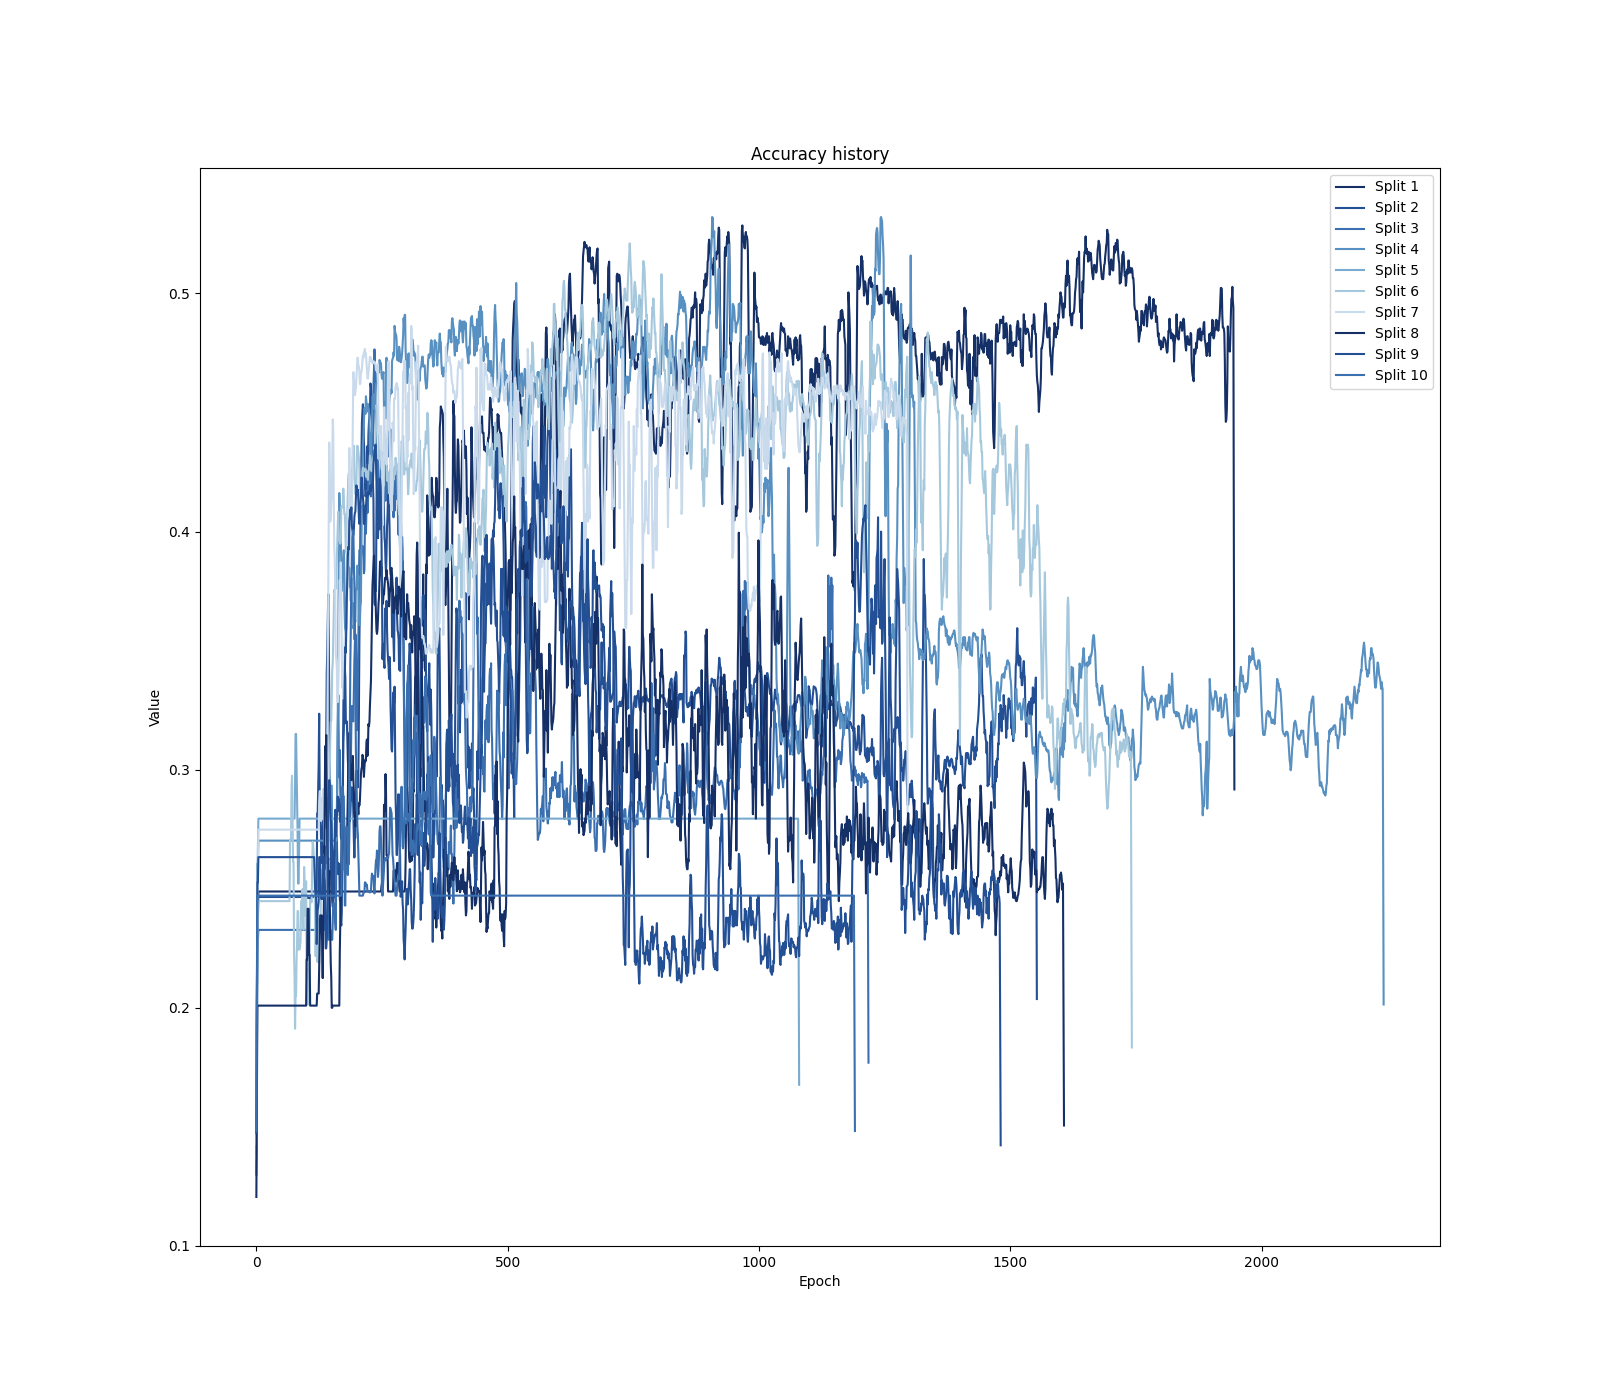 Accuracy history
Split 1
Split 2
Split 3
Split 4
Split 5
Split 6
Split 7
Split 8
Split 9
Split 10
0.5
0.4
0.3
0.2
0.1
Value
0 500 1000 1500 2000
Epoch